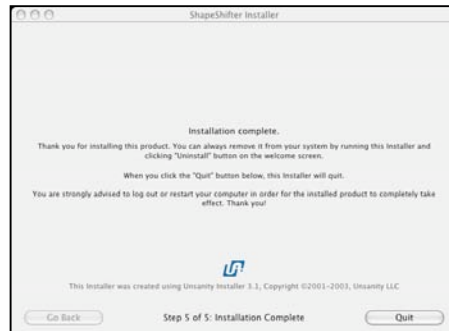 ShapeShifter Installer
Installation complete.
Thank you for installing this product. You can always remove it from your system by running this Installer and
clicking "Uninstall" button on the welcome screen.
When you click the "Quit" button below, this Installer will quit.
You are strongly advised to log out or restart your computer in order for the installed product to completely take
effect. Thank you!
This Installer was created using Unsanity Installer 3.1, Copyright ©2001-2003, Unsanity LLC
Go Back
Step 5 of 5: Installation Complete
Quit